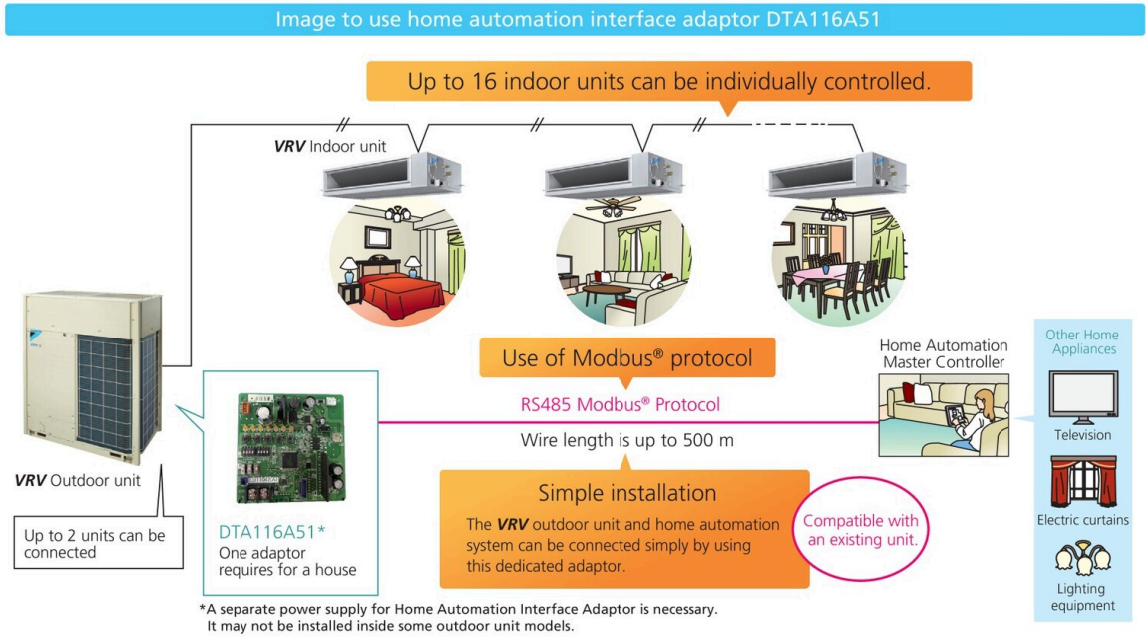 Image to use home automation interface adaptor DTA116A51
Up to 16 indoor units can be individually controlled.
VRV Indoor unit
Use of Modbus® protocol
RS485 Modbus® Protocol
Wire length is up to 500 m
Home Automation
Master Controller
Other Home
Appliances
Television
Electric curtains
Lighting
equipment
VRV Outdoor unit
Up to 2 units can be
connected
DTA116A51*
One adaptor
requires for a house
Simple installation
The VRV outdoor unit and home automation
system can be connected simply by using
this dedicated adaptor.
Compatible with
an existing unit.
*A separate power supply for Home Automation Interface Adaptor is necessary.
It may not be installed inside some outdoor unit models.